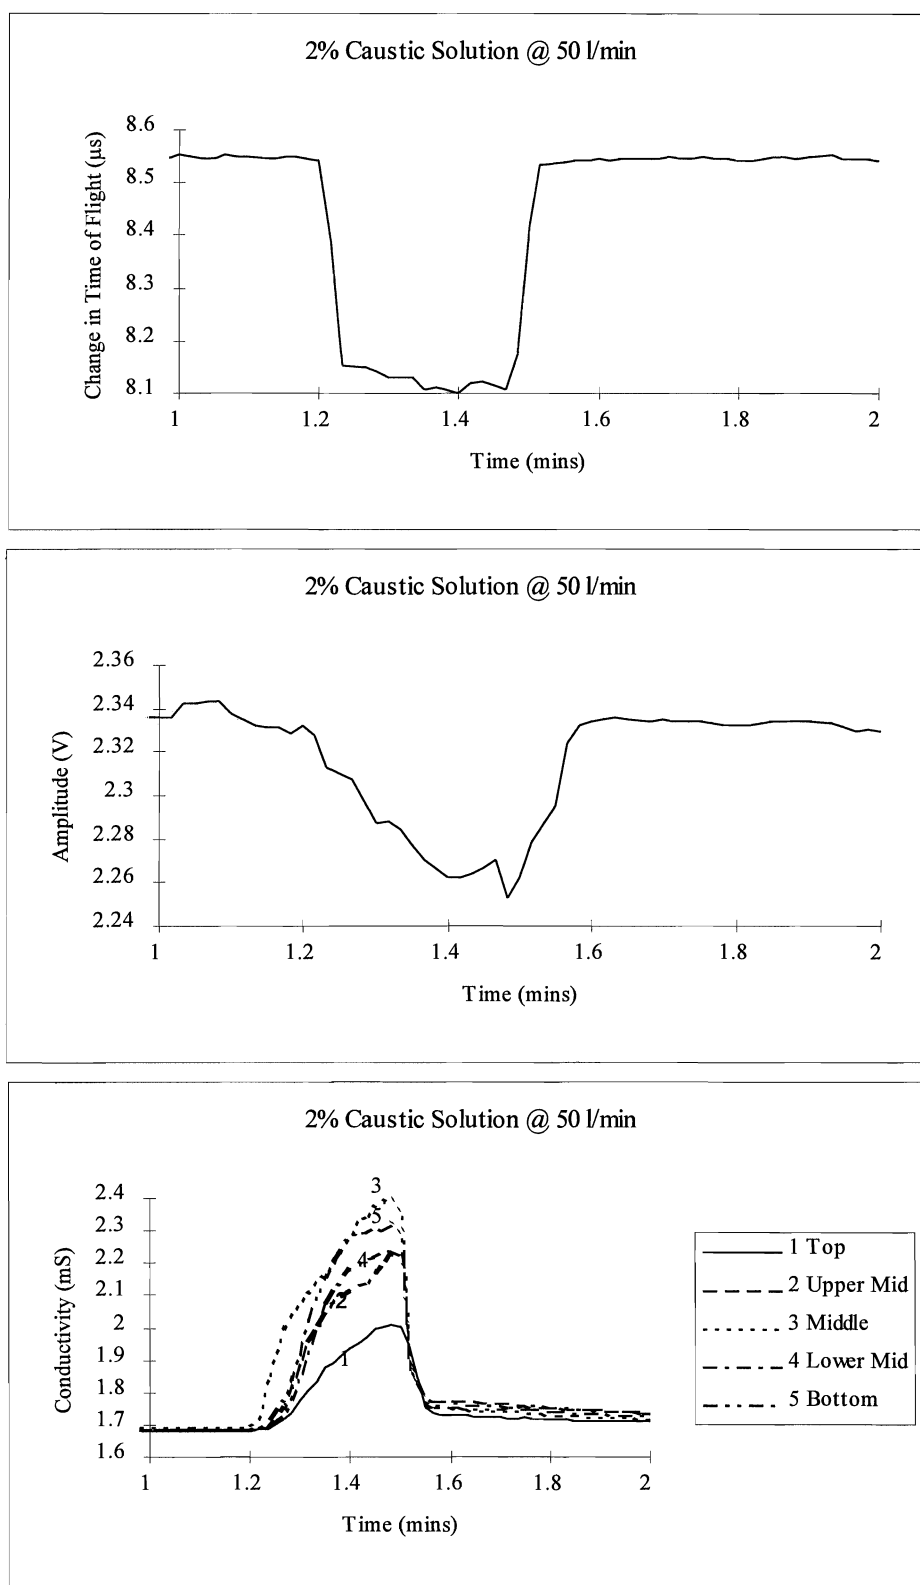 2% Caustic Solution @ 50 l/min
Change in Time of Flight (µs)
8.6
8.5
8.4
8.3
8.2
8.1
1 1.2 1.4 1.6 1.8 2
Time (mins)
2% Caustic Solution @ 50 l/min
Amplitude (V)
2.36
2.34
2.32
2.3
2.28
2.26
2.24
1 1.2 1.4 1.6 1.8 2
Time (mins)
2% Caustic Solution @ 50 l/min
Conductivity (mS)
2.4
2.3
2.2
2.1
2
1.9
1.8
1.7
1.6
3
5
4
2
1
1 1.2 1.4 1.6 1.8 2
Time (mins)
1 Top
2 Upper Mid
3 Middle
4 Lower Mid
5 Bottom